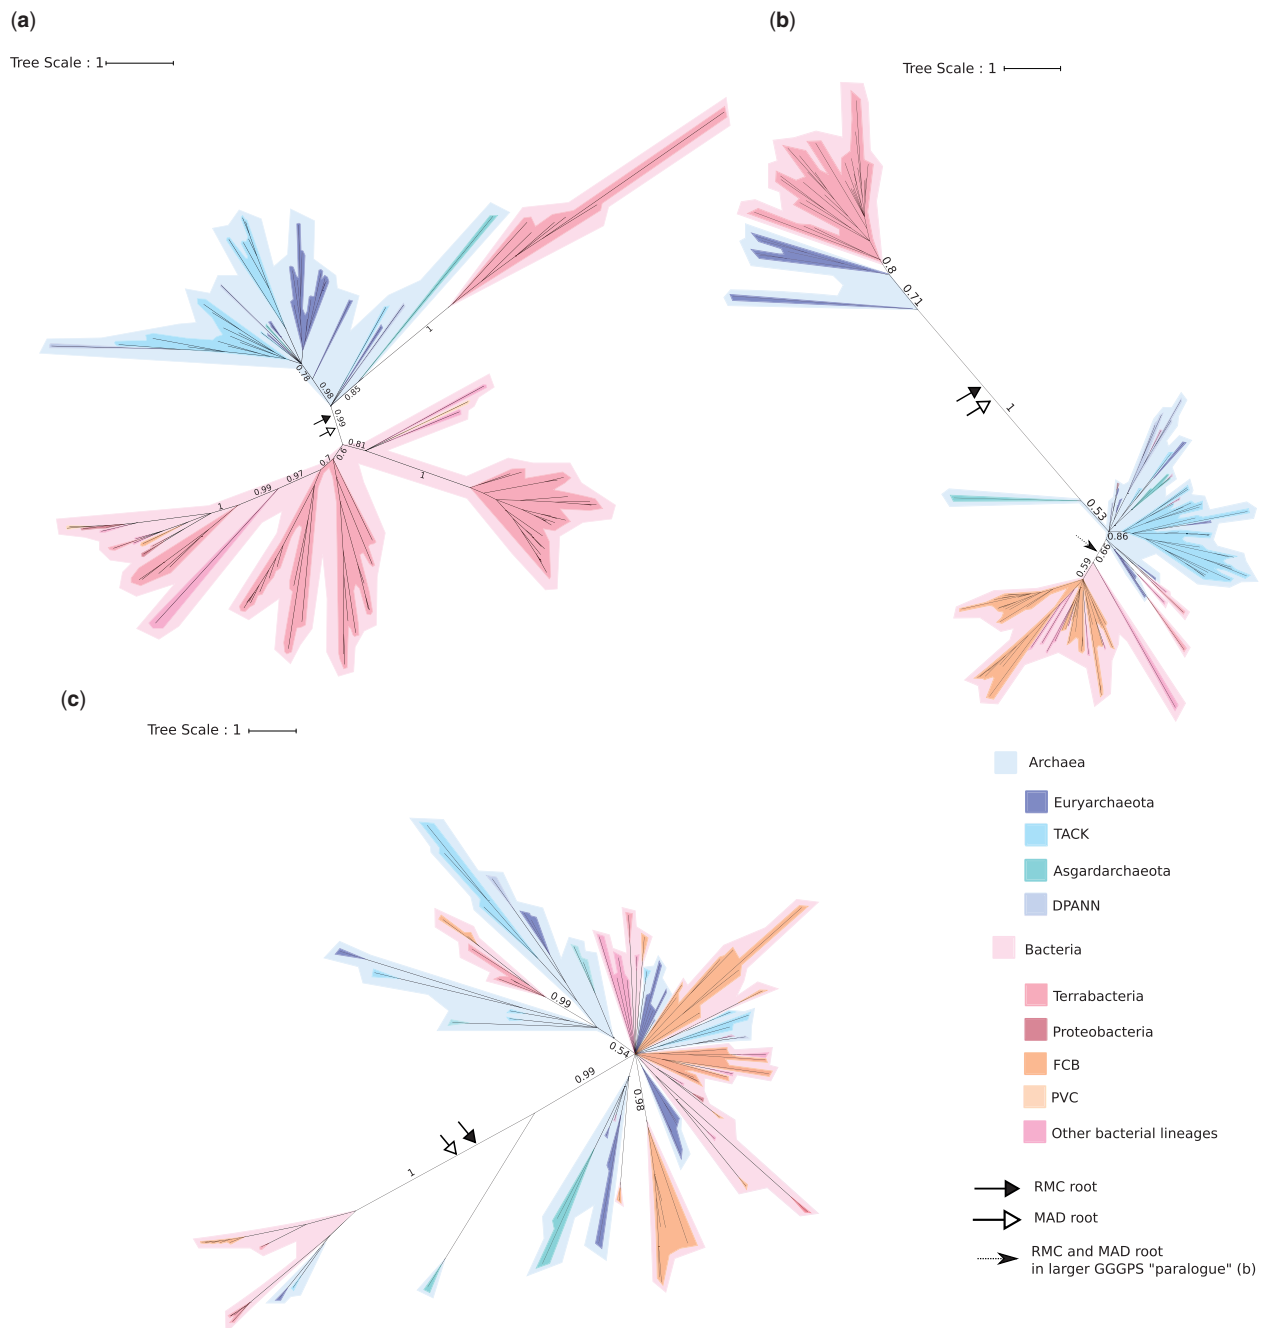 (a)
Tree Scale : 1
1
0.78
0.98
0.85
0.99
0.81
0.6
0.7
0.97
0.99
1
1
(b)
Tree Scale : 1
0.8
0.71
1
0.53
0.86
0.66
0.59
(c)
Tree Scale : 1
0.99
0.54
0.99
0.98
1
Archaea
Euryarchaeota
TACK
Asgardarchaeota
DPANN
Bacteria
Terrabacteria
Proteobacteria
FCB
PVC
Other bacterial lineages
RMC root
MAD root
RMC and MAD root
in larger GGGPS "paralogue" (b)